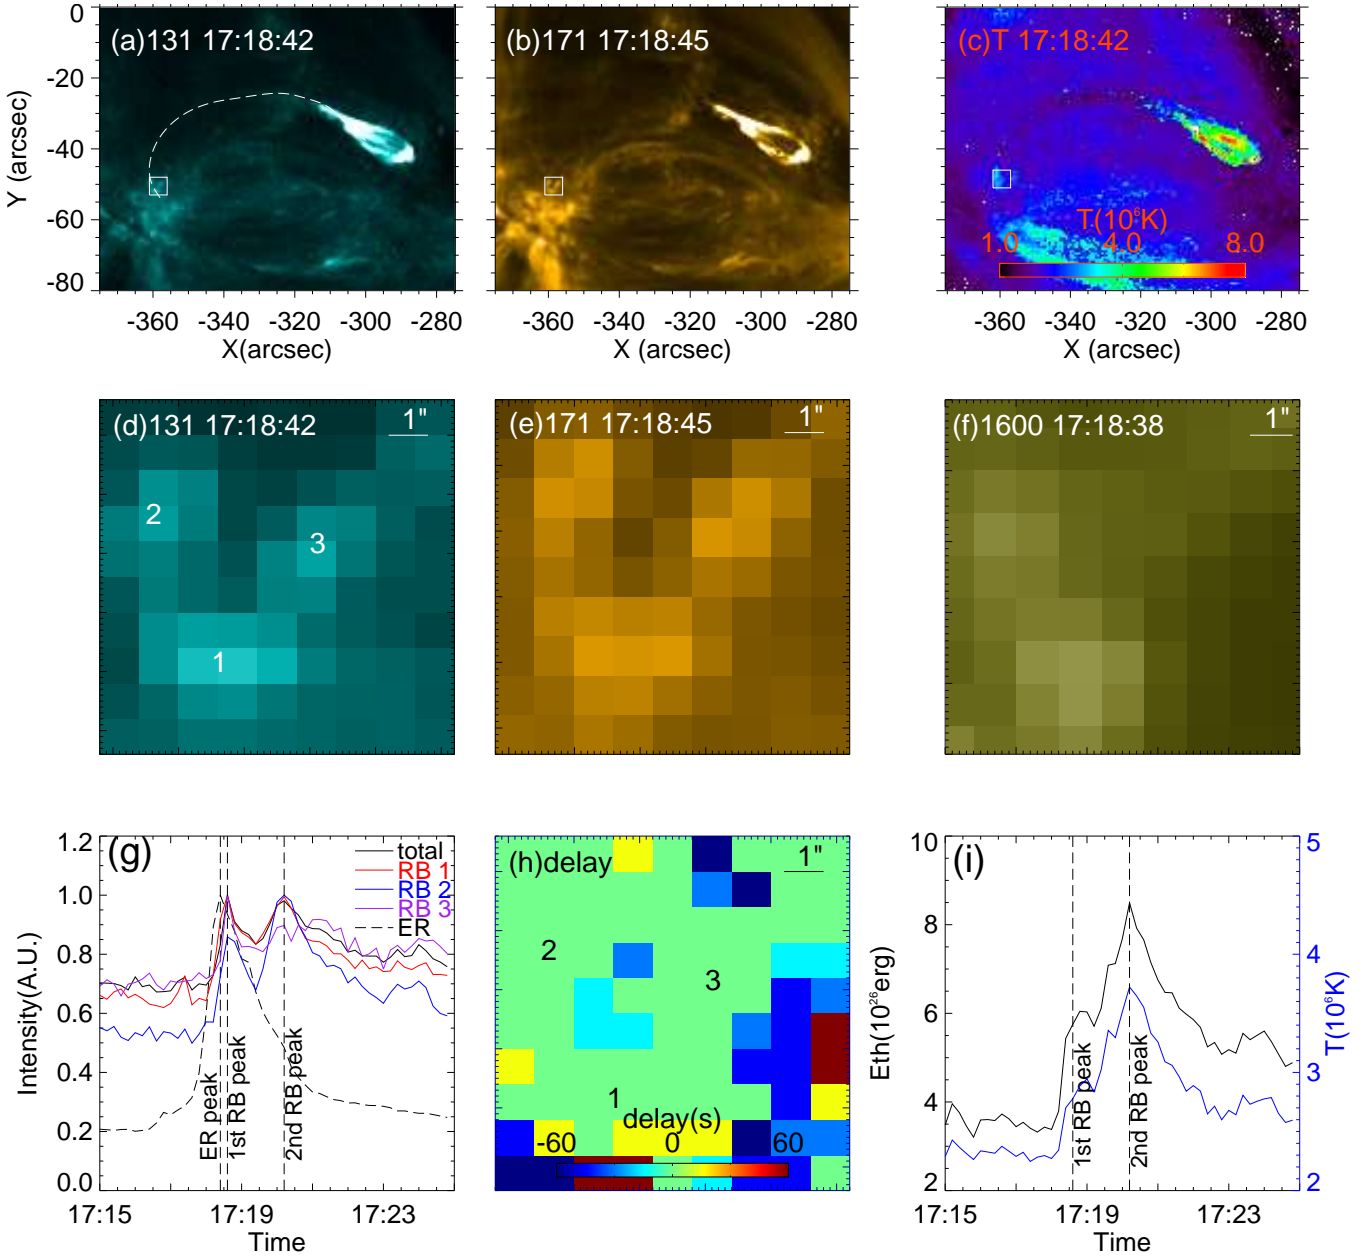 (a)131 17:18:42
(b)171 17:18:45
(c)T 17:18:42
0
-20
-40
-60
-80
Y (arcsec)
T(10⁶K)
1.0 4.0 8.0
-360 -340 -320 -300 -280
-360 -340 -320 -300 -280
-360 -340 -320 -300 -280
X(arcsec)
X (arcsec)
X (arcsec)
(d)131 17:18:42 1"
2
3
1
(e)171 17:18:45 1"
(f)1600 17:18:38 1"
(g)
total
RB 1
RB 2
RB 3
ER
1.2
1.0
0.8
0.6
0.4
0.2
0.0
Intensity(A.U.)
ER peak
1st RB peak
2nd RB peak
17:15 17:19 17:23
Time
(h)delay 1"
2
3
1
delay(s)
-60 0 60
(i)
10
8
6
4
2
Eth(10²⁶erg)
1st RB peak
2nd RB peak
5
4
3
2
T(10⁶K)
17:15 17:19 17:23
Time